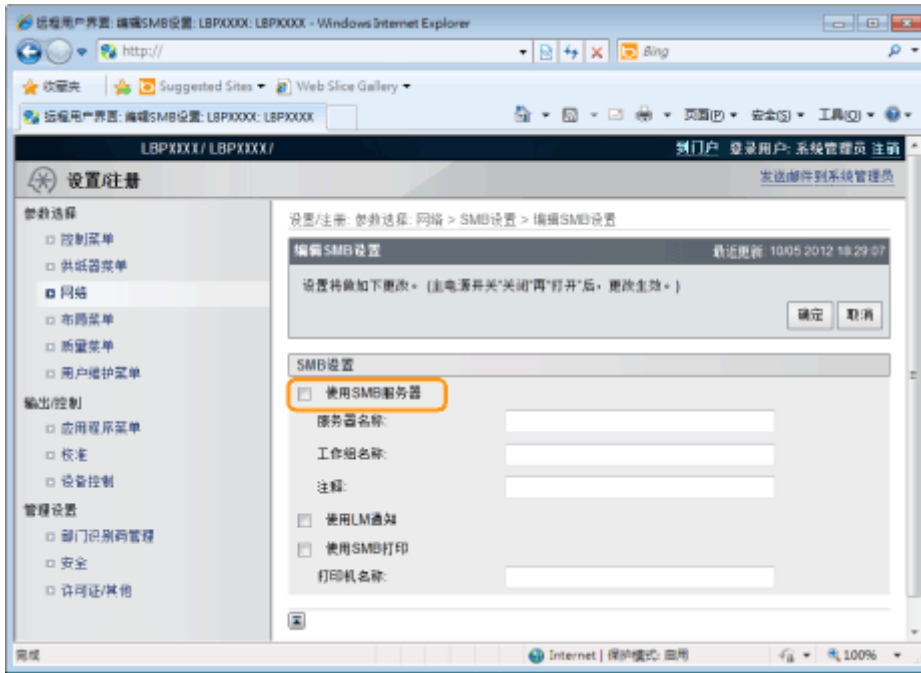 远程用户界面: 编辑SMB设置: LBPXXXX: LBPXXXX - Windows Internet Explorer
http://
Bing
收藏夹 Suggested Sites Web Slice Gallery
远程用户界面: 编辑SMB设置: LBPXXXX: LBPXXXX
页面(P) 安全(S) 工具(O)
LBPXXXX/ LBPXXXX/
到门户 登录用户: 系统管理员 注销
设置/注册
发送邮件到系统管理员
参数选择
控制菜单
供纸器菜单
网络
布局菜单
质量菜单
用户维护菜单
输出/控制
应用程序菜单
校准
设备控制
管理设置
部门识别码管理
安全
许可证/其他
设置/注册: 参数选择: 网络 > SMB设置 > 编辑SMB设置
编辑SMB设置
最近更新: 10/05 2012 18:29:07
设置将做如下更改。(主电源开关"关闭"再"打开"后，更改生效。)
确定 取消
SMB设置
使用SMB服务器
服务器名称:
工作组名称:
注释:
使用LM通知
使用SMB打印
打印机名称:
完成
Internet | 保护模式: 启用
100%